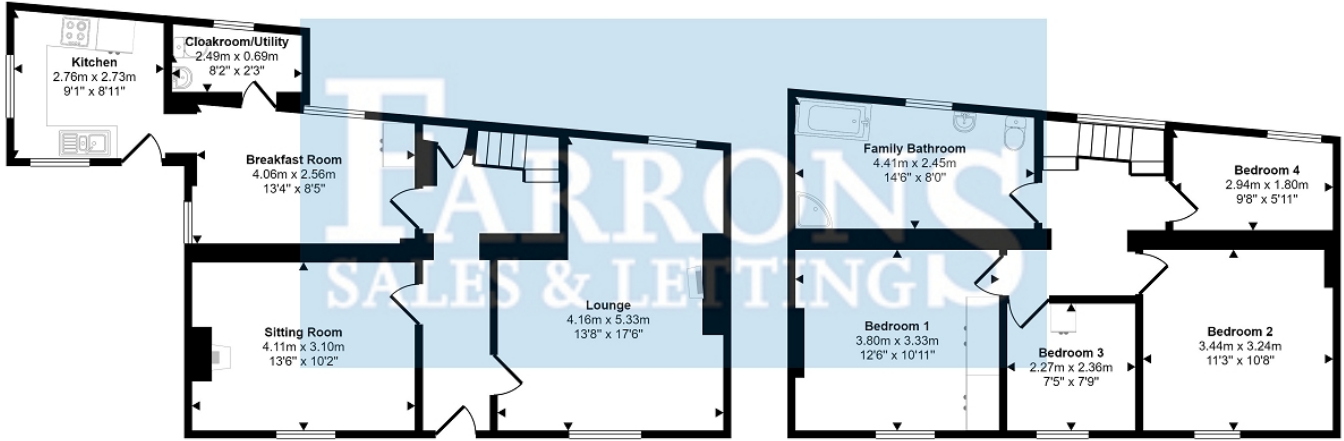 Kitchen
2.76m x 2.73m
9'1" x 8'11"
Cloakroom/Utility
2.49m x 0.69m
8'2" x 2'3"
Breakfast Room
4.06m x 2.56m
13'4" x 8'5"
Sitting Room
4.11m x 3.10m
13'6" x 10'2"
Lounge
4.16m x 5.33m
13'8" x 17'6"
Family Bathroom
4.41m x 2.45m
14'6" x 8'0"
Bedroom 4
2.94m x 1.80m
9'8" x 5'11"
Bedroom 1
3.80m x 3.33m
12'6" x 10'11"
Bedroom 3
2.27m x 2.36m
7'5" x 7'9"
Bedroom 2
3.44m x 3.24m
11'3" x 10'8"
FARRONS
SALES & LETTINGS